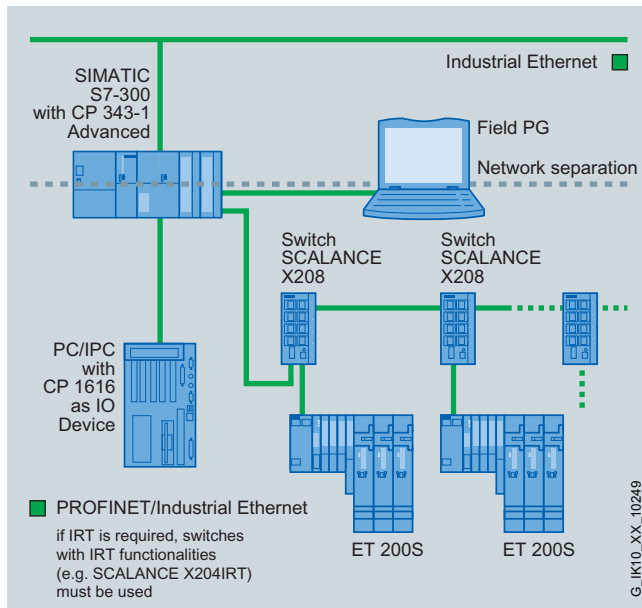 Industrial Ethernet
SIMATIC
S7-300
with CP 343-1
Advanced
Field PG
Network separation
Switch
SCALANCE
X208
Switch
SCALANCE
X208
PC/IPC
with
CP 1616
as IO
Device
PROFINET/Industrial Ethernet
if IRT is required, switches
with IRT functionalities
(e.g. SCALANCE X204IRT)
must be used
ET 200S
ET 200S
G_IK10_XX_10249